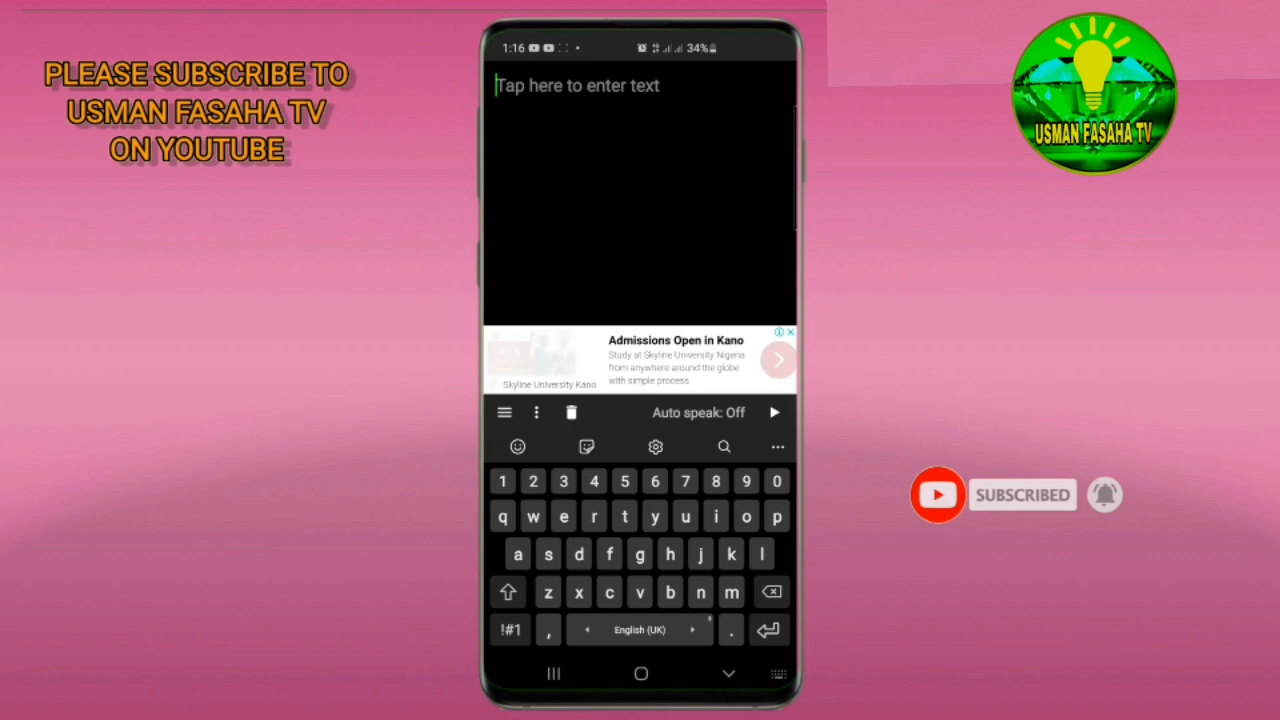 PLEASE SUBSCRIBE TO
USMAN FASAHA TV
ON YOUTUBE
1:16
34%
Tap here to enter text
Admissions Open in Kano
Study at Skyline University Nigeria
from anywhere around the globe
with simple process
Skyline University Kano
Auto speak: Off
1 2 3 4 5 6 7 8 9 0
q w e r t y u i o p
a s d f g h j k l
z x c v b n m
!#1 , English (UK) .
USMAN FASAHA TV
SUBSCRIBED